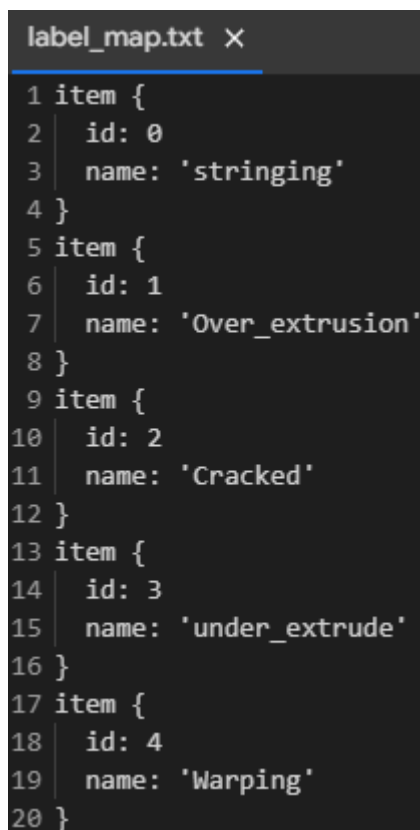 label_map.txt ×
1 item {
2 id: 0
3 name: 'stringing'
4 }
5 item {
6 id: 1
7 name: 'Over_extrusion'
8 }
9 item {
10 id: 2
11 name: 'Cracked'
12 }
13 item {
14 id: 3
15 name: 'under_extrude'
16 }
17 item {
18 id: 4
19 name: 'Warping'
20 }